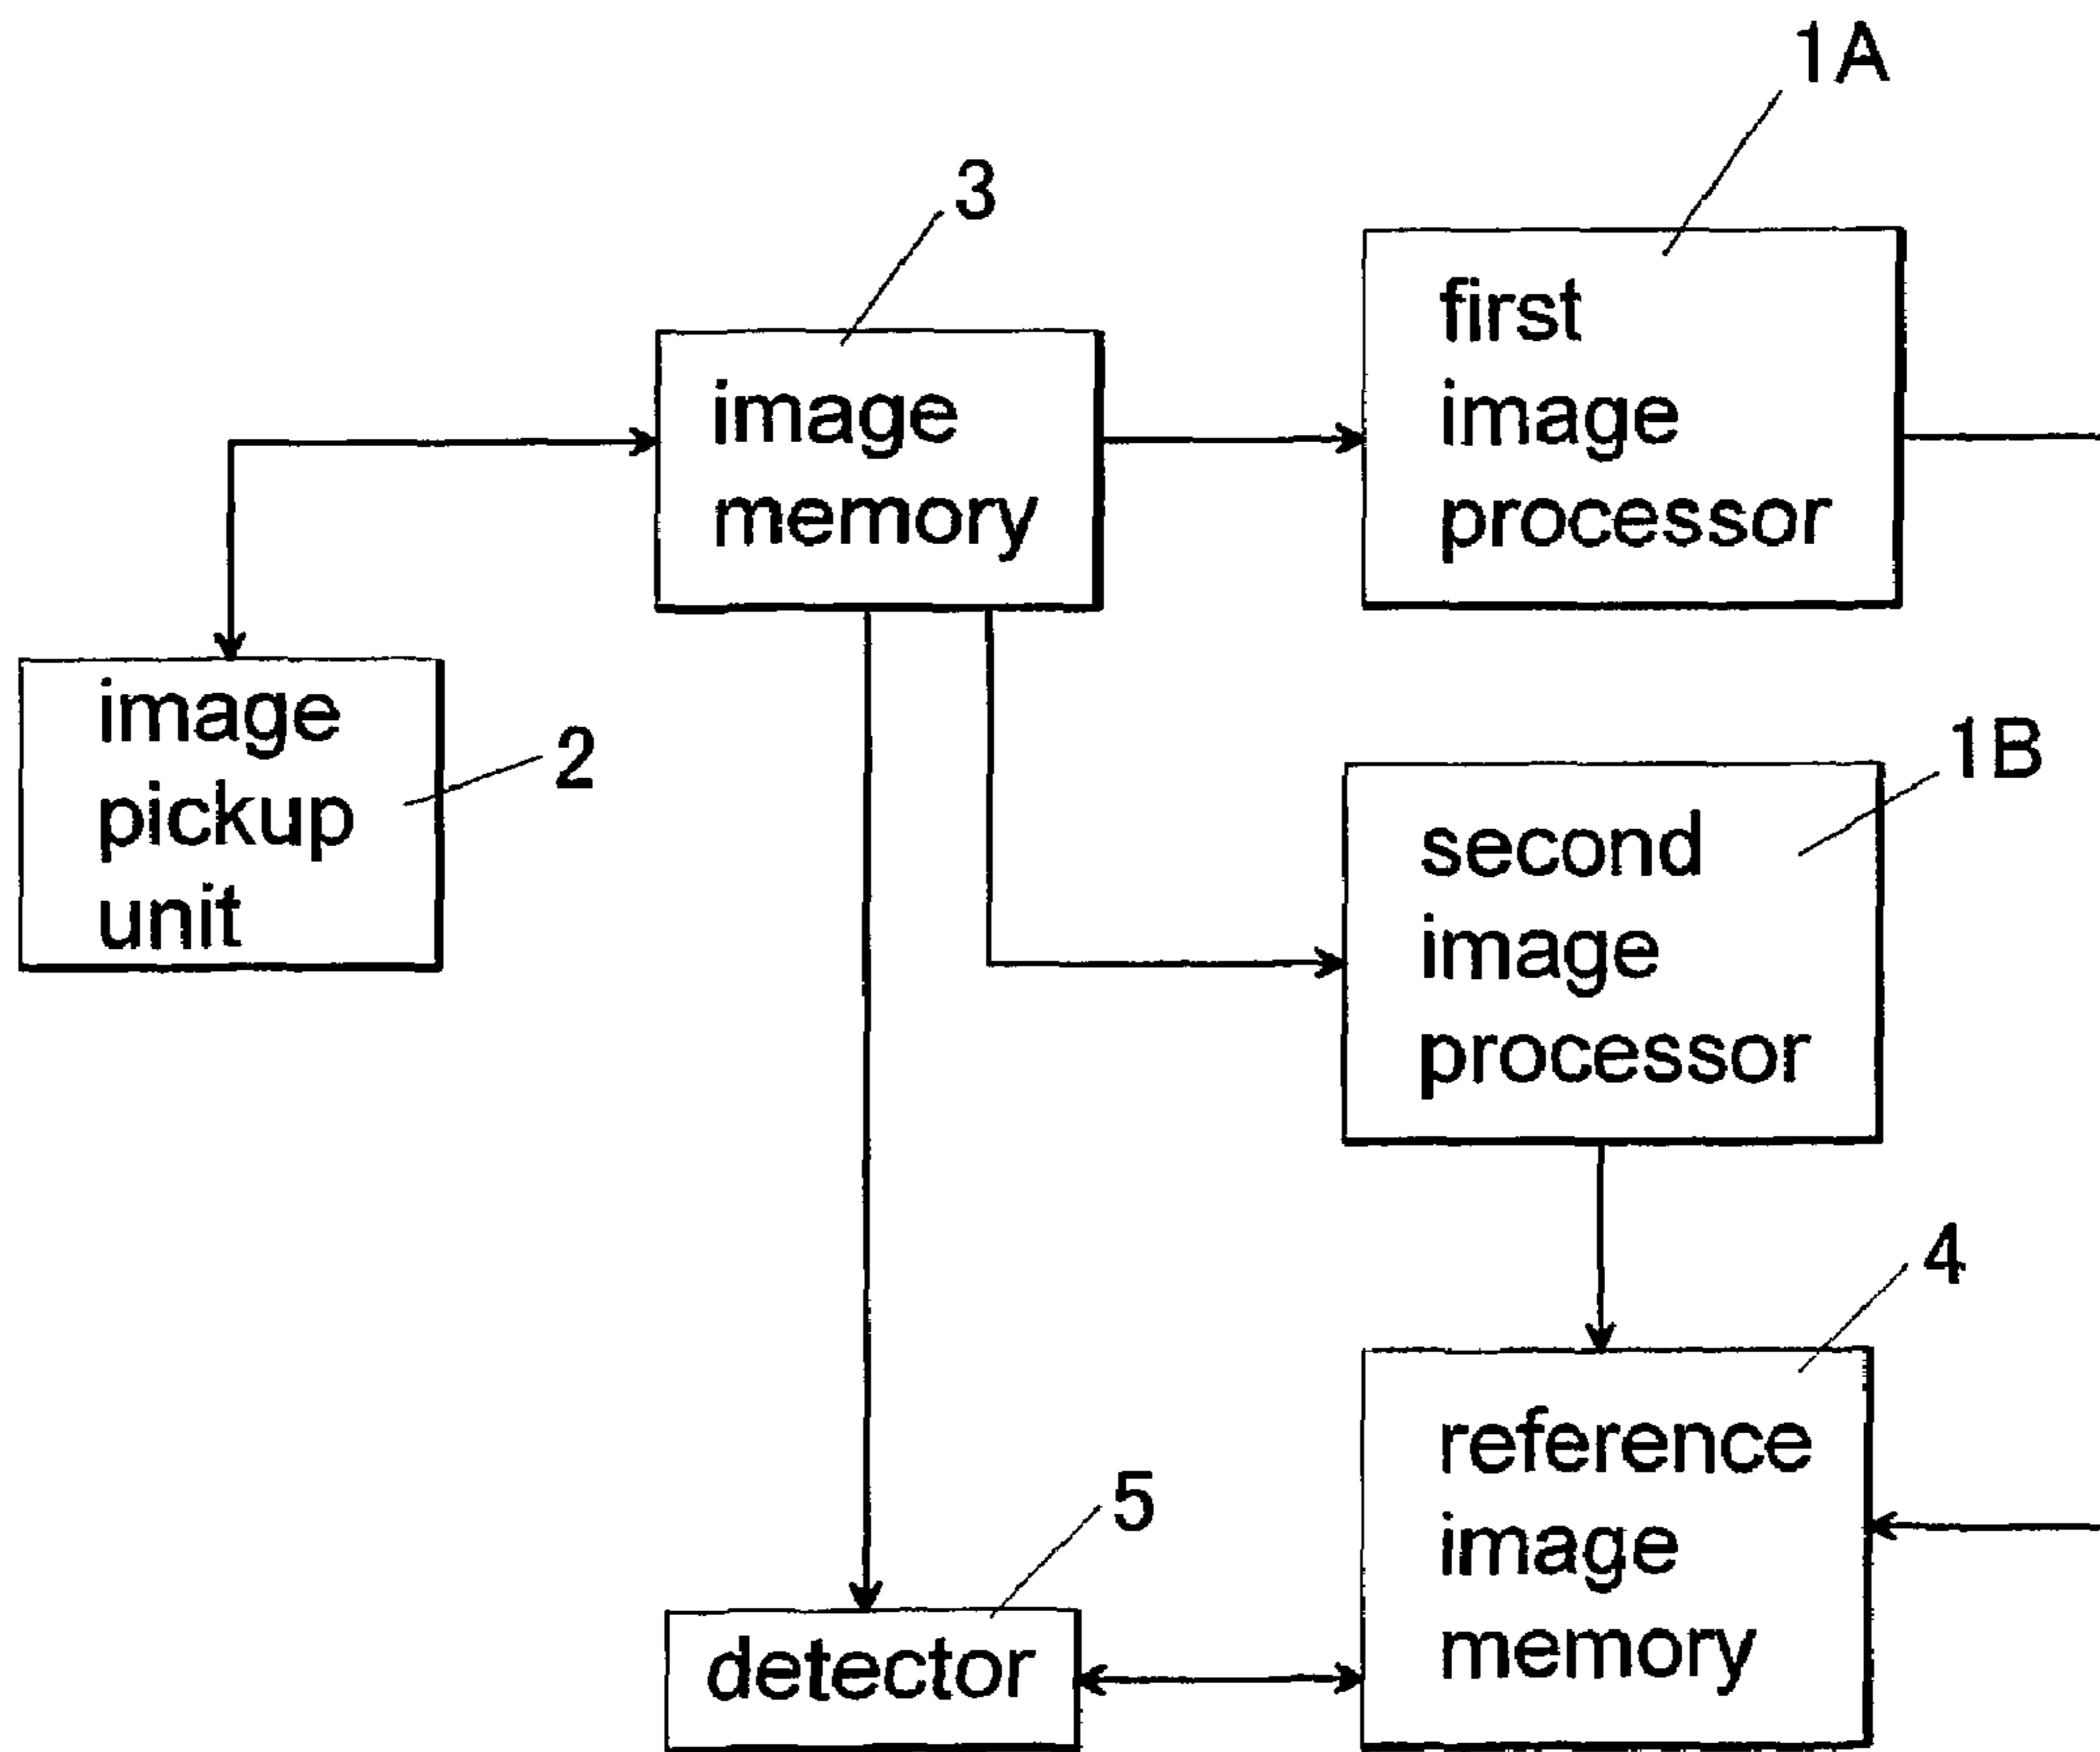 1A
3
first
image
processor
image
memory
image
pickup
unit
2
1B
second
image
processor
4
reference
image
memory
5
detector